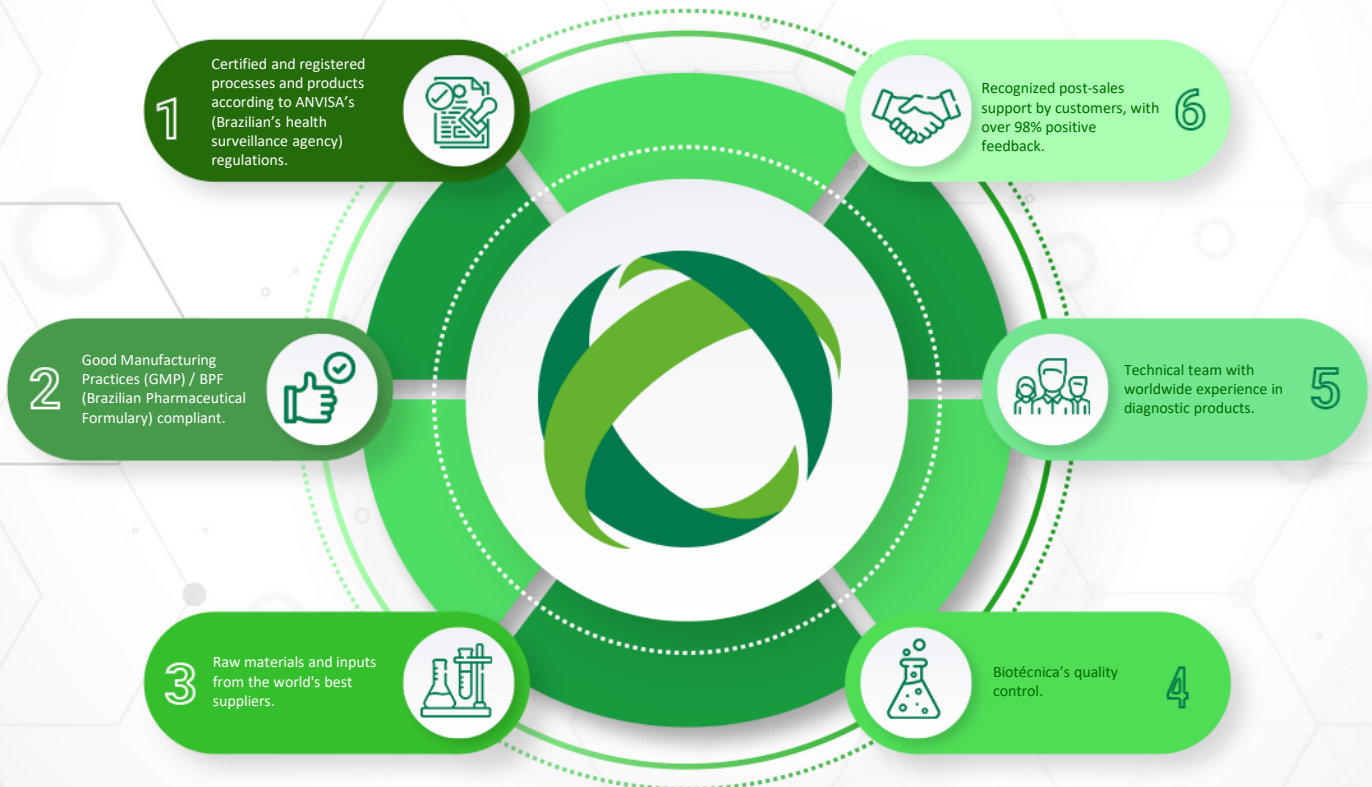 1
Certified and registered
processes and products
according to ANVISA's
(Brazilian's health
surveillance agency)
regulations.
2
Good Manufacturing
Practices (GMP) / BPF
(Brazilian Pharmaceutical
Formulary) compliant.
3
Raw materials and inputs
from the world's best
suppliers.
4
Biotécnica's quality
control.
5
Technical team with
worldwide experience in
diagnostic products.
6
Recognized post-sales
support by customers, with
over 98% positive
feedback.